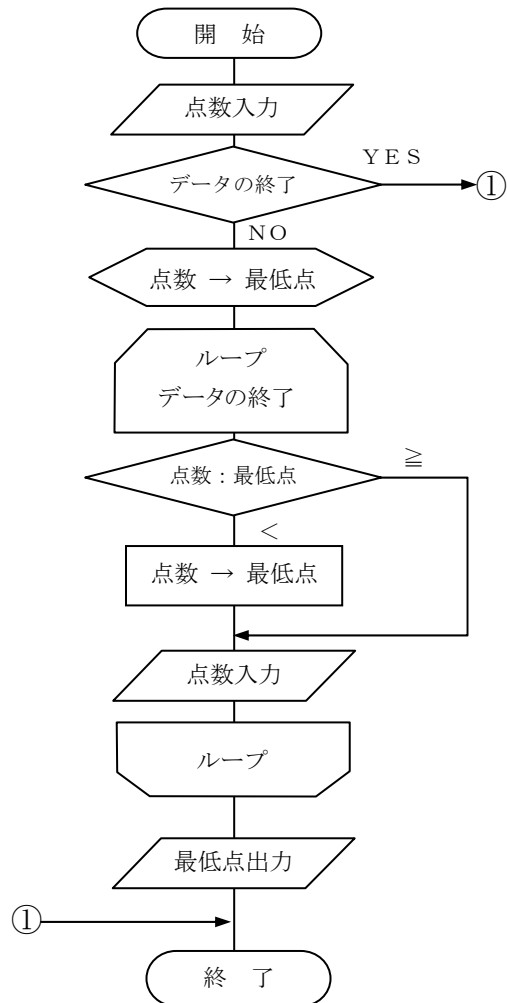 開 始
点数入力
データの終了
ＹＥＳ
①
ＮＯ
点数 → 最低点
ループ
データの終了
点数：最低点
≧
＜
点数 → 最低点
点数入力
ループ
最低点出力
①
終 了